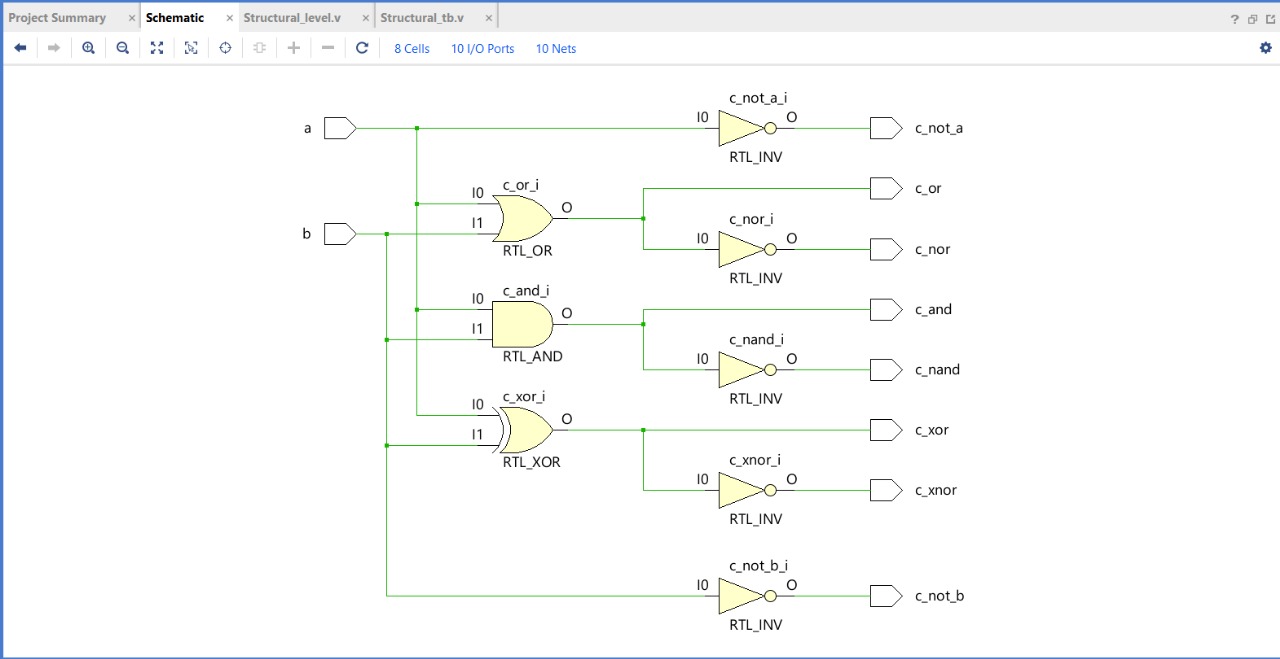 Project Summary × Schematic × Structural_level.v × Structural_tb.v ×
?
8 Cells 10 I/O Ports 10 Nets
c_not_a_i
a I0 O c_not_a
RTL_INV
c_or_i
I0 O c_or
I1
RTL_OR
c_nor_i
b I0 O c_nor
RTL_INV
c_and_i
I0 O c_and
I1
RTL_AND
c_nand_i
I0 O c_nand
RTL_INV
c_xor_i
I0 O c_xor
I1
RTL_XOR
c_xnor_i
I0 O c_xnor
RTL_INV
c_not_b_i
I0 O c_not_b
RTL_INV